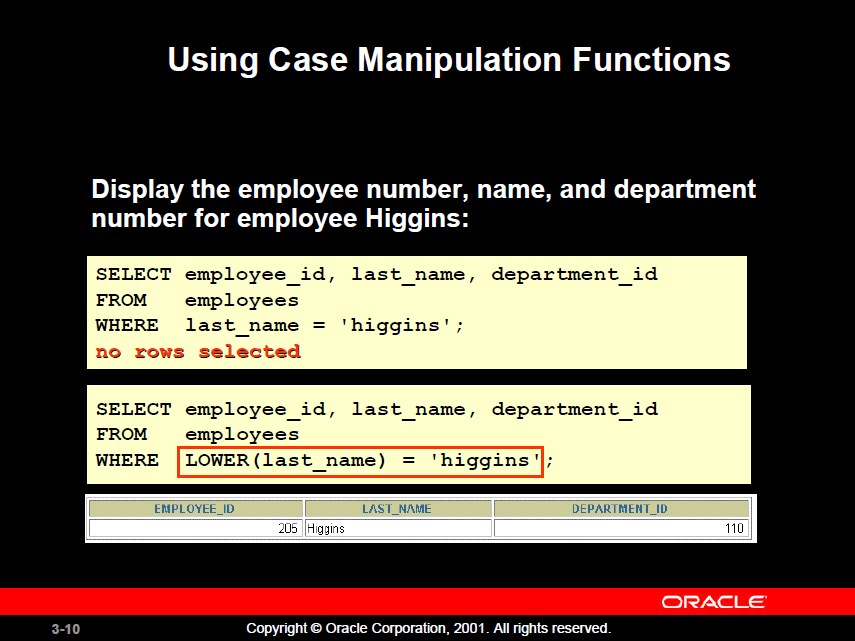 Using Case Manipulation Functions
Display the employee number, name, and department
number for employee Higgins:
SELECT employee_id, last_name, department_id
FROM   employees
WHERE  last_name = 'higgins';
no rows selected
SELECT employee_id, last_name, department_id
FROM   employees
WHERE  LOWER(last_name) = 'higgins';
EMPLOYEE_ID LAST_NAME DEPARTMENT_ID
205 Higgins 110
ORACLE
3-10 Copyright © Oracle Corporation, 2001. All rights reserved.